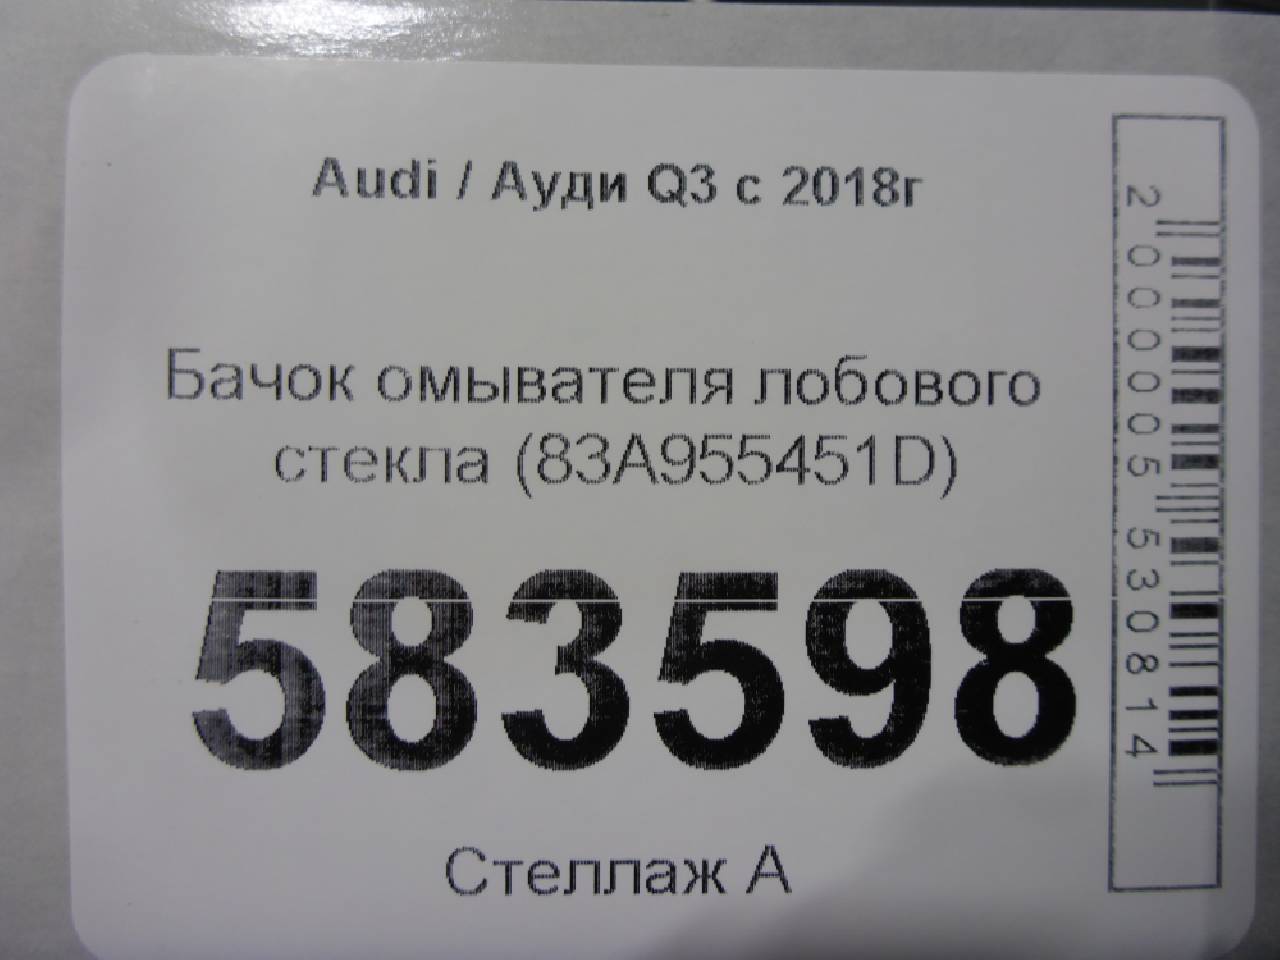 Audi / Ауди Q3 с 2018г
Бачок омывателя лобового
стекла (83A955451D)
583598
Стеллаж А
2000005530814